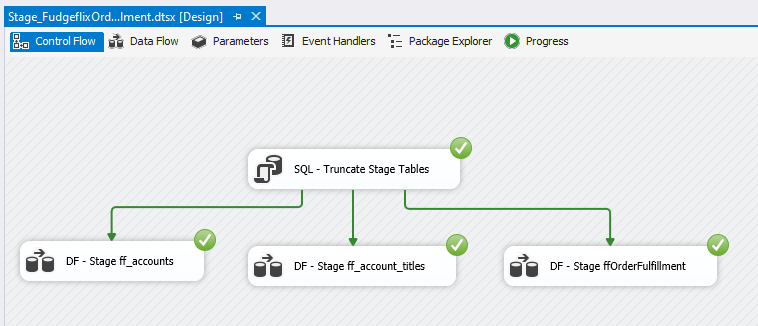 Stage_FudgeflixOrd...lment.dtsx [Design]
Control Flow
Data Flow
Parameters
Event Handlers
Package Explorer
Progress
SQL - Truncate Stage Tables
DF - Stage ff_accounts
DF - Stage ff_account_titles
DF - Stage ffOrderFulfillment